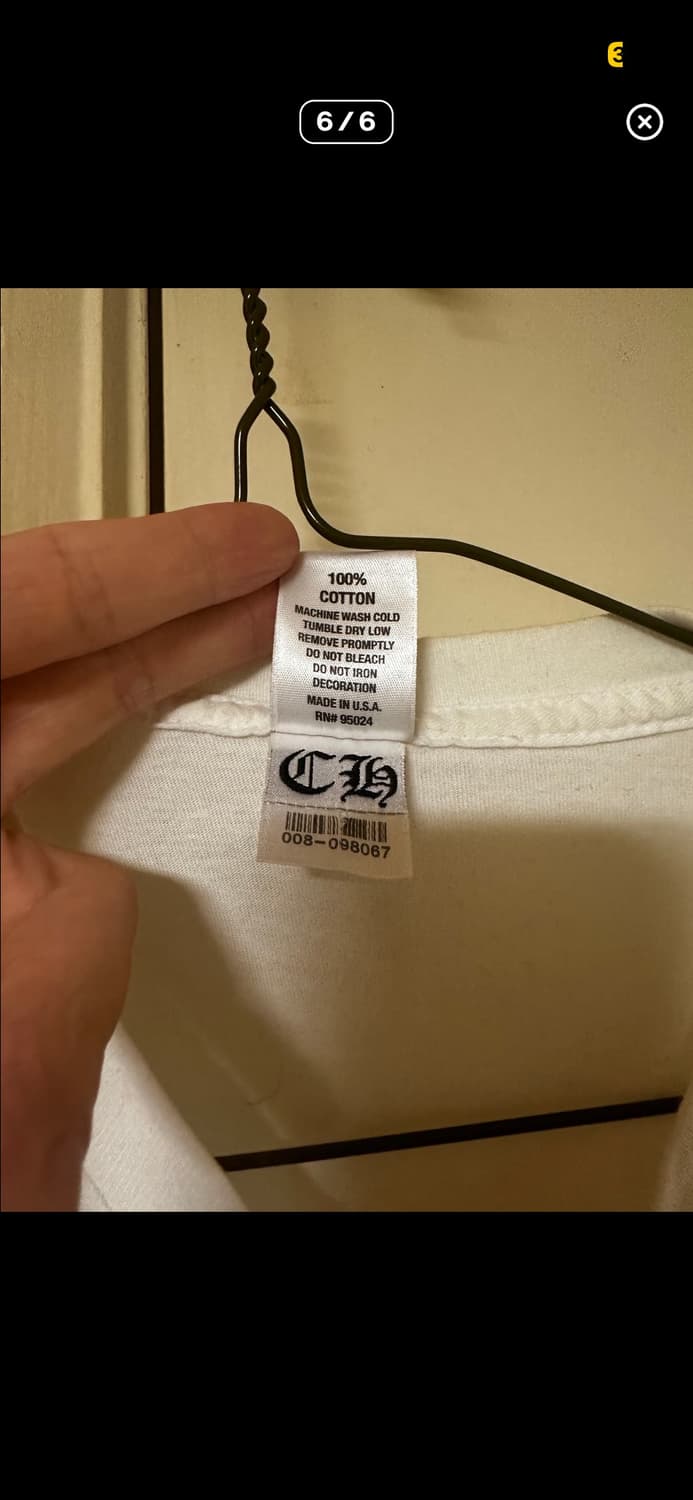 6/6
100%
COTTON
MACHINE WASH COLD
TUMBLE DRY LOW
REMOVE PROMPTLY
DO NOT BLEACH
DO NOT IRON
DECORATION
MADE IN U.S.A.
RN# 95024
CH
008-098067